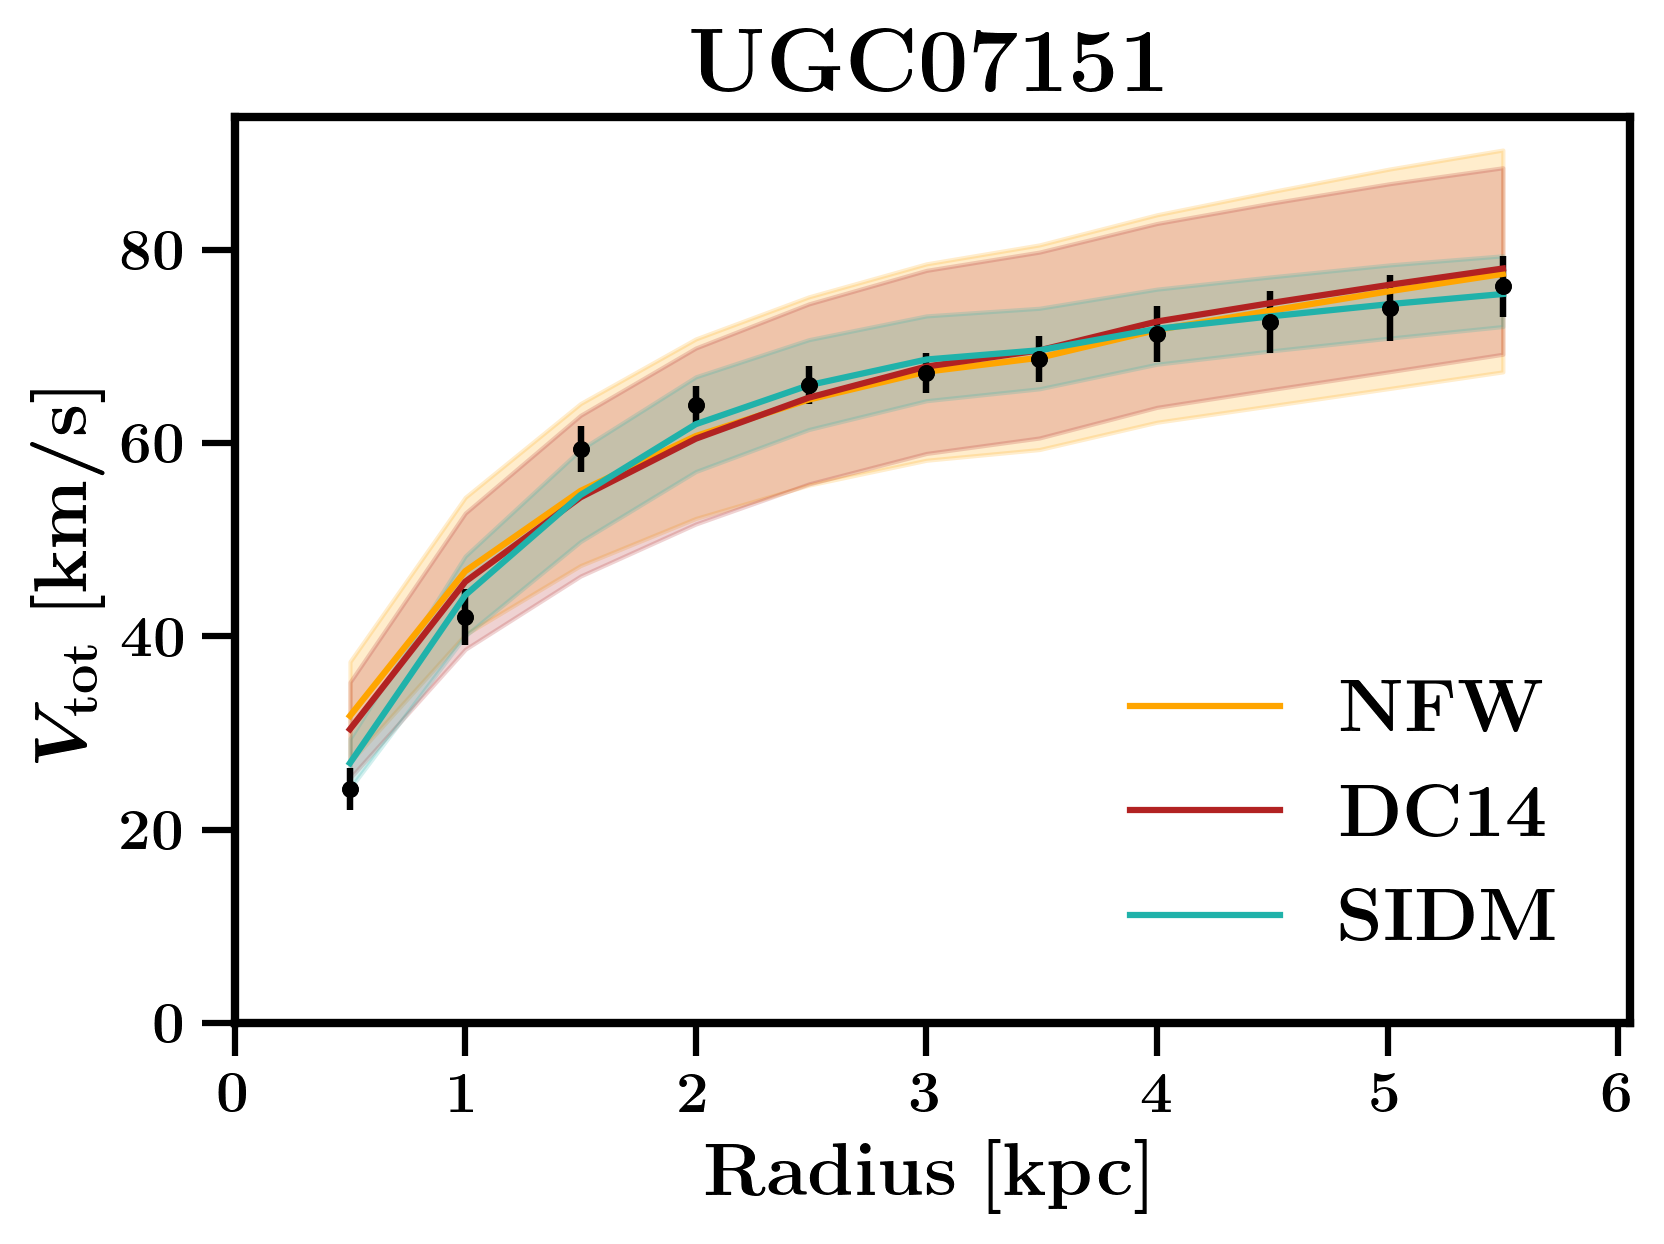 UGC07151
V_tot [km/s]
80
60
40
20
0
0 1 2 3 4 5 6
Radius [kpc]
NFW
DC14
SIDM